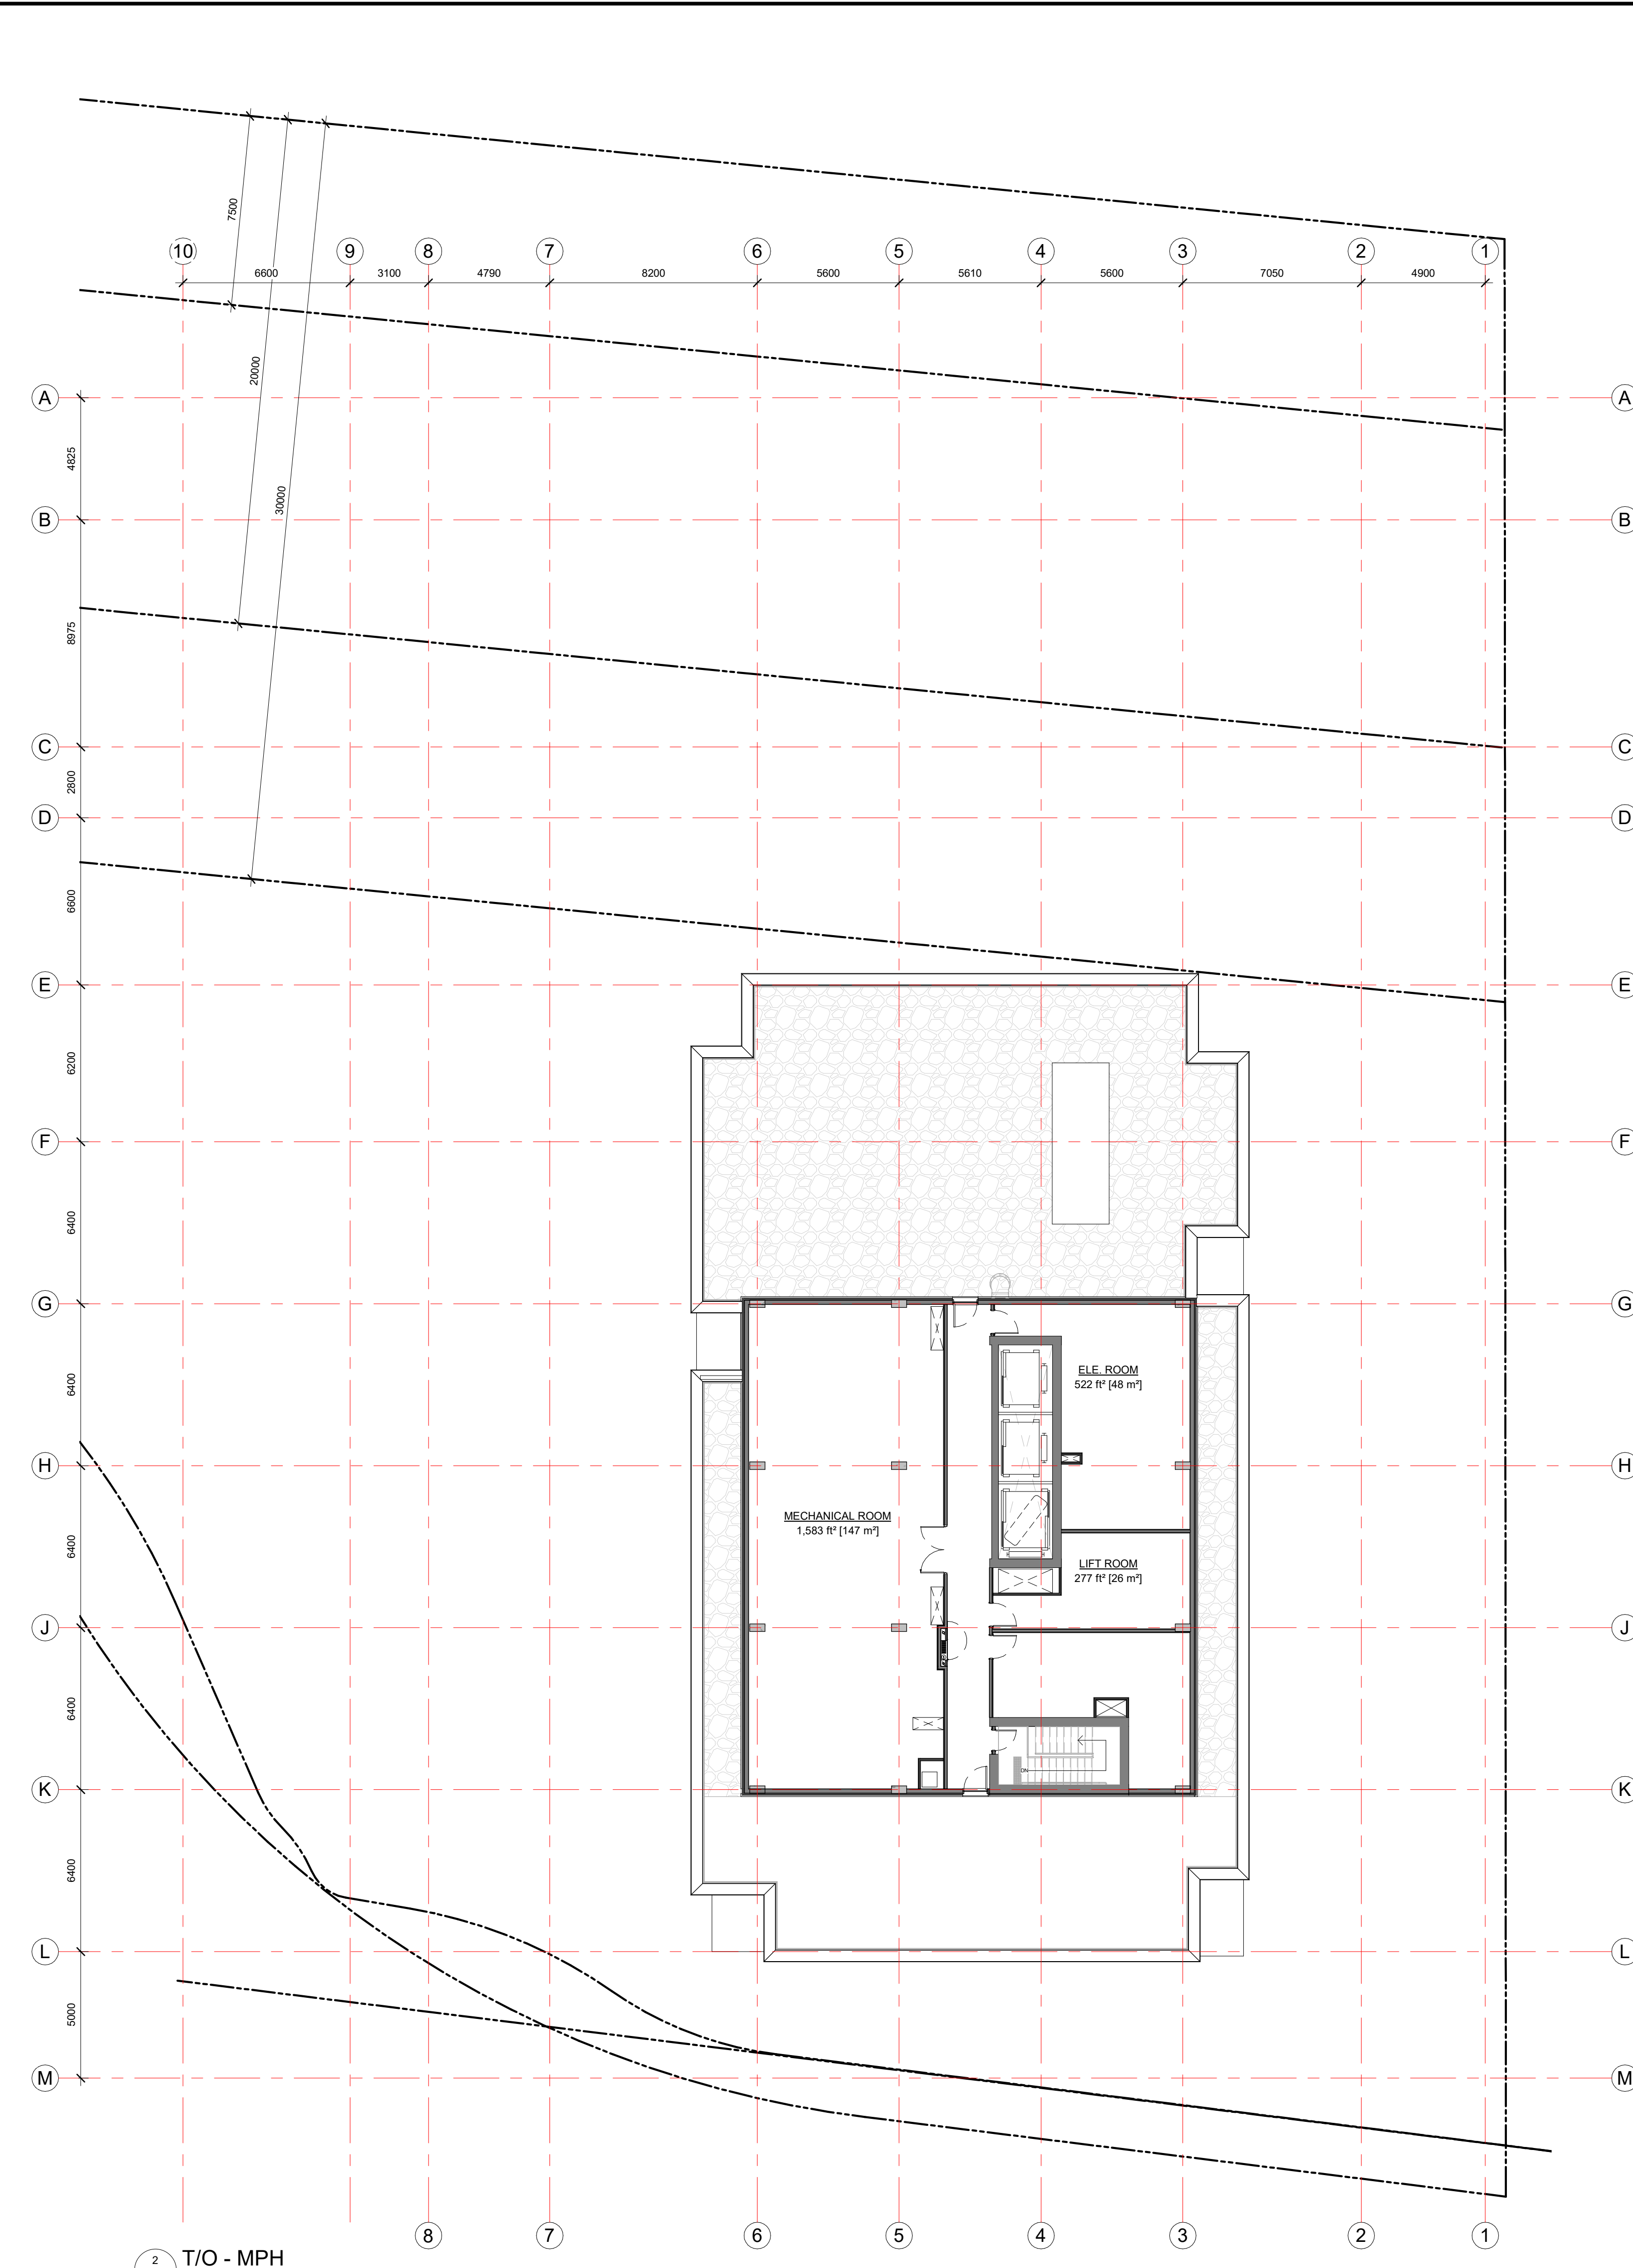 7500
10
9
8
7
6
5
4
3
2
1
6600
3100
4790
8200
5600
5610
5600
7050
4900
20000
A
A
4825
30000
B
B
8975
C
C
2800
D
D
6600
E
E
6200
F
F
6400
G
G
6400
ELE. ROOM
522 ft² [48 m²]
H
H
MECHANICAL ROOM
1,583 ft² [147 m²]
6400
LIFT ROOM
277 ft² [26 m²]
J
J
6400
DN
K
K
6400
L
L
5000
M
M
8
7
6
5
4
3
2
1
2
T/O - MPH